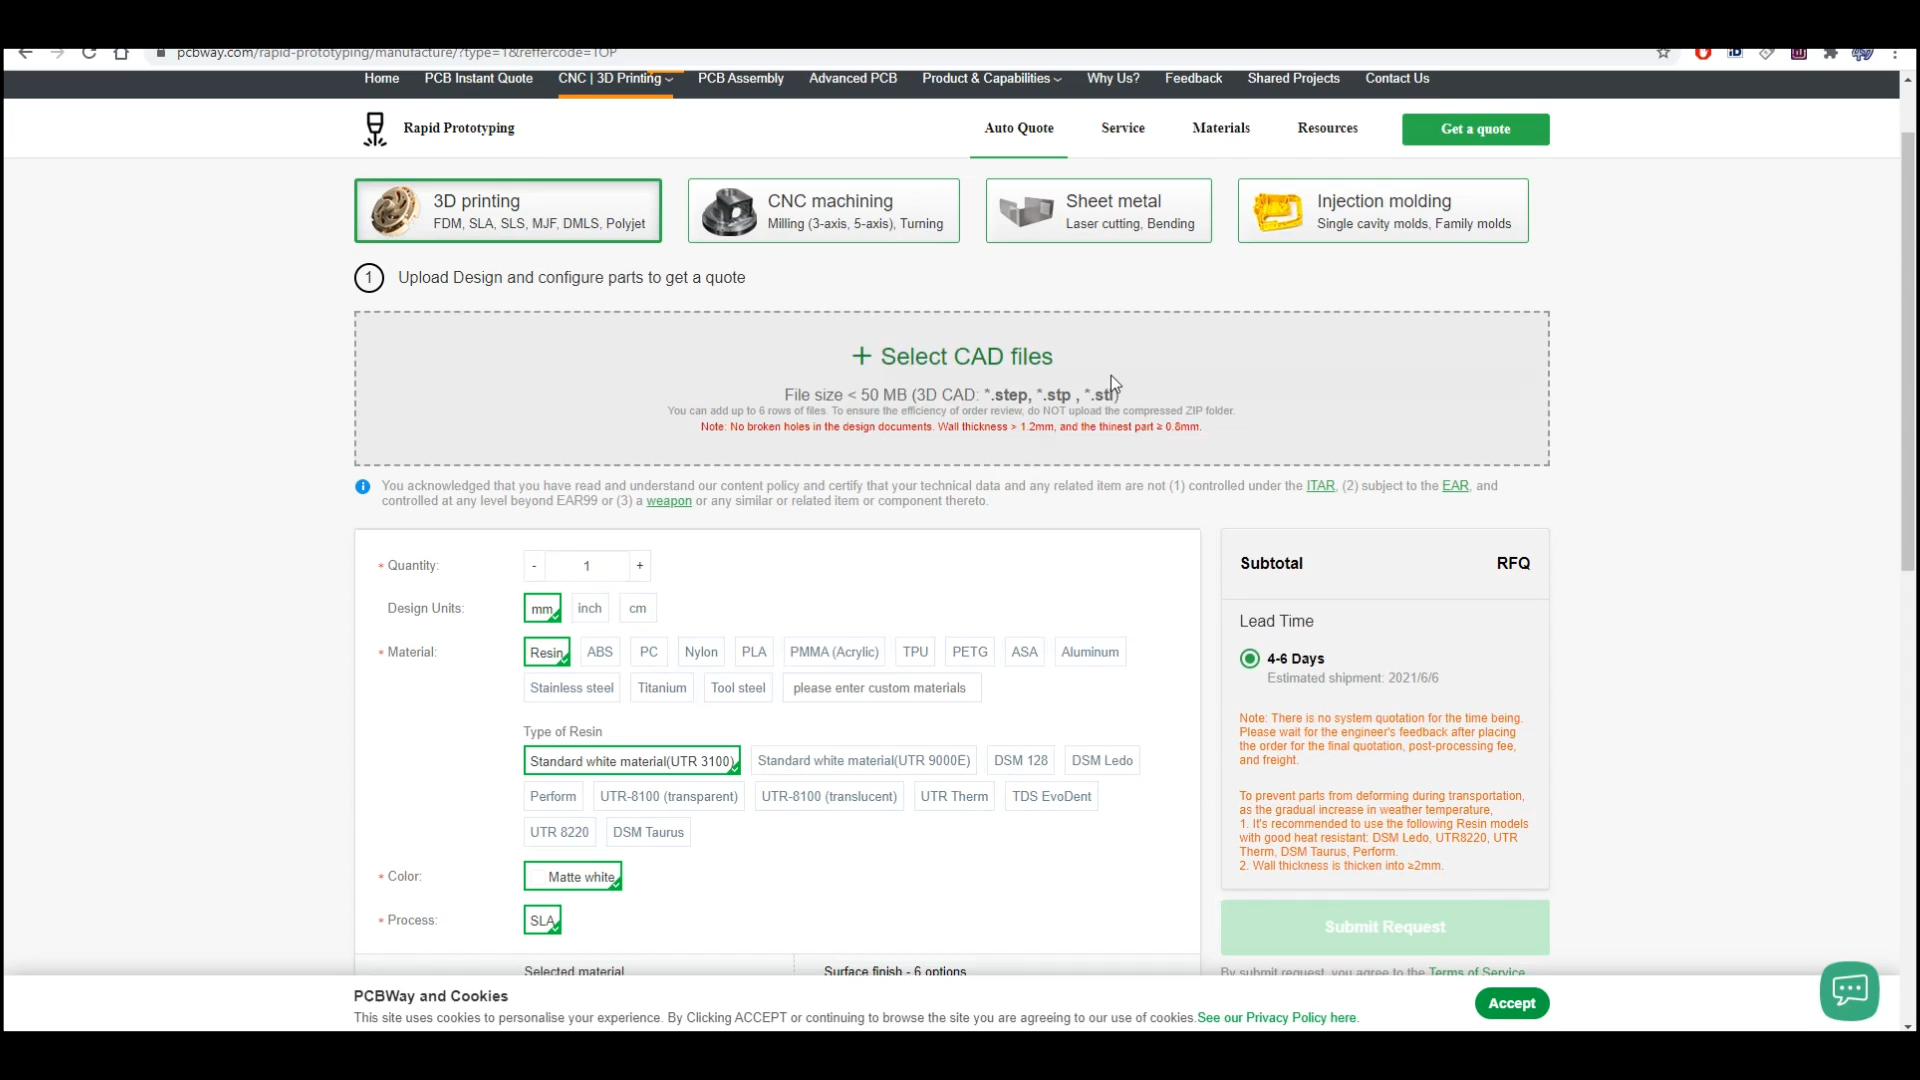 pcbway.com/rapid-prototyping/manufacture/?type=1&reffercode=TOP
Home PCB Instant Quote CNC | 3D Printing PCB Assembly Advanced PCB Product & Capabilities Why Us? Feedback Shared Projects Contact Us
Rapid Prototyping Auto Quote Service Materials Resources Get a quote
3D printing
FDM, SLA, SLS, MJF, DMLS, Polyjet
CNC machining
Milling (3-axis, 5-axis), Turning
Sheet metal
Laser cutting, Bending
Injection molding
Single cavity molds, Family molds
1 Upload Design and configure parts to get a quote
+ Select CAD files
File size < 50 MB (3D CAD: *.step, *.stp , *.stl)
You can add up to 6 rows of files. To ensure the efficiency of order review, do NOT upload the compressed ZIP folder.
Note: No broken holes in the design documents. Wall thickness > 1.2mm, and the thinest part ≥ 0.8mm.
You acknowledged that you have read and understand our content policy and certify that your technical data and any related item are not (1) controlled under the ITAR, (2) subject to the EAR, and
controlled at any level beyond EAR99 or (3) a weapon or any similar or related item or component thereto.
* Quantity: - 1 +
Design Units: mm inch cm
* Material: Resin ABS PC Nylon PLA PMMA (Acrylic) TPU PETG ASA Aluminum
Stainless steel Titanium Tool steel please enter custom materials
Type of Resin
Standard white material(UTR 3100) Standard white material(UTR 9000E) DSM 128 DSM Ledo
Perform UTR-8100 (transparent) UTR-8100 (translucent) UTR Therm TDS EvoDent
UTR 8220 DSM Taurus
* Color: Matte white
* Process: SLA
Selected material Surface finish - 6 options
Subtotal RFQ
Lead Time
4-6 Days
Estimated shipment: 2021/6/6
Note: There is no system quotation for the time being.
Please wait for the engineer's feedback after placing
the order for the final quotation, post-processing fee,
and freight.
To prevent parts from deforming during transportation,
as the gradual increase in weather temperature,
1. It's recommended to use the following Resin models
with good heat resistant: DSM Ledo, UTR8220, UTR
Therm, DSM Taurus, Perform.
2. Wall thickness is thicken into ≥2mm.
Submit Request
By submit request, you agree to the Terms of Service
PCBWay and Cookies
This site uses cookies to personalise your experience. By Clicking ACCEPT or continuing to browse the site you are agreeing to our use of cookies.See our Privacy Policy here.
Accept